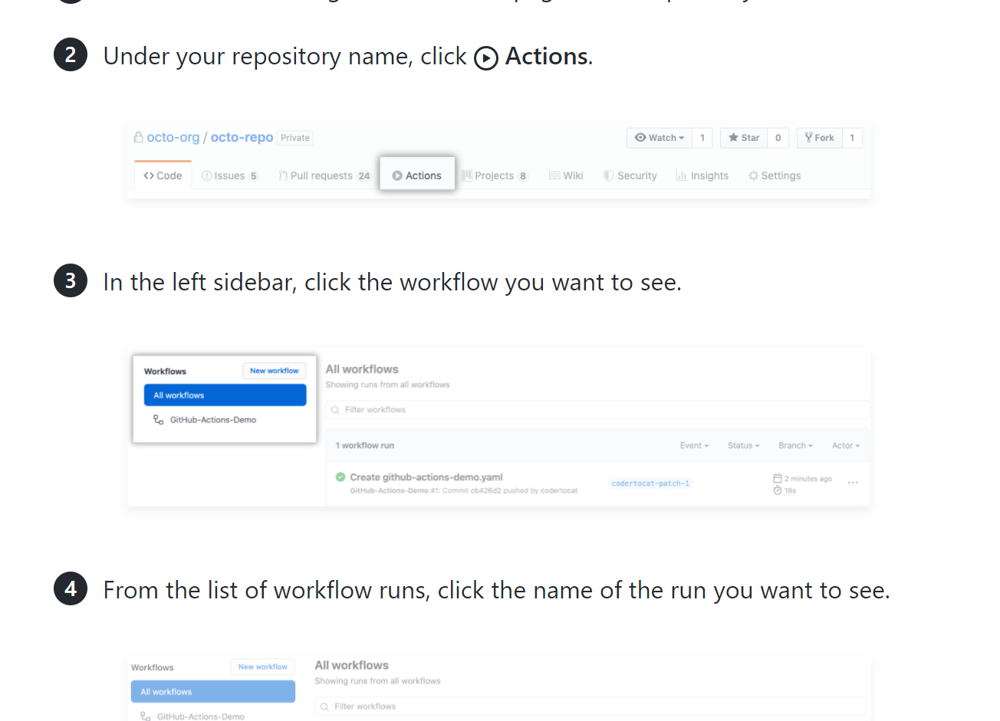 2 Under your repository name, click Actions.
octo-org / octo-repo Private
Watch 1 Star 0 Fork 1
Code Issues 5 Pull requests 24 Actions Projects 8 Wiki Security Insights Settings
3 In the left sidebar, click the workflow you want to see.
Workflows New workflow
All workflows
GitHub-Actions-Demo
All workflows
Showing runs from all workflows
Filter workflows
1 workflow run Event Status Branch Actor
Create github-actions-demo.yaml
GitHub-Actions-Demo #1: Commit cb426d2 pushed by codertocat
codertocat-patch-1
2 minutes ago
16s
4 From the list of workflow runs, click the name of the run you want to see.
Workflows New workflow
All workflows
GitHub-Actions-Demo
All workflows
Showing runs from all workflows
Filter workflows